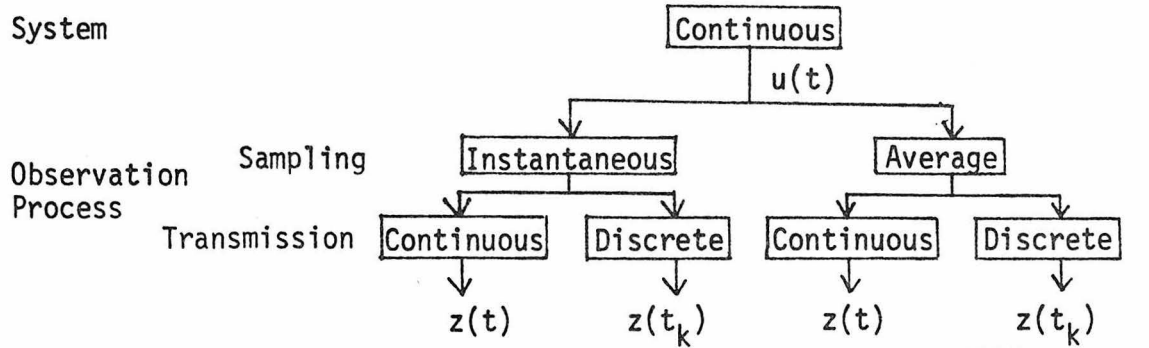 System
Continuous
u(t)
Sampling
Instantaneous
Average
Observation
Process
Transmission
Continuous
Discrete
Continuous
Discrete
z(t)
z(t_k)
z(t)
z(t_k)